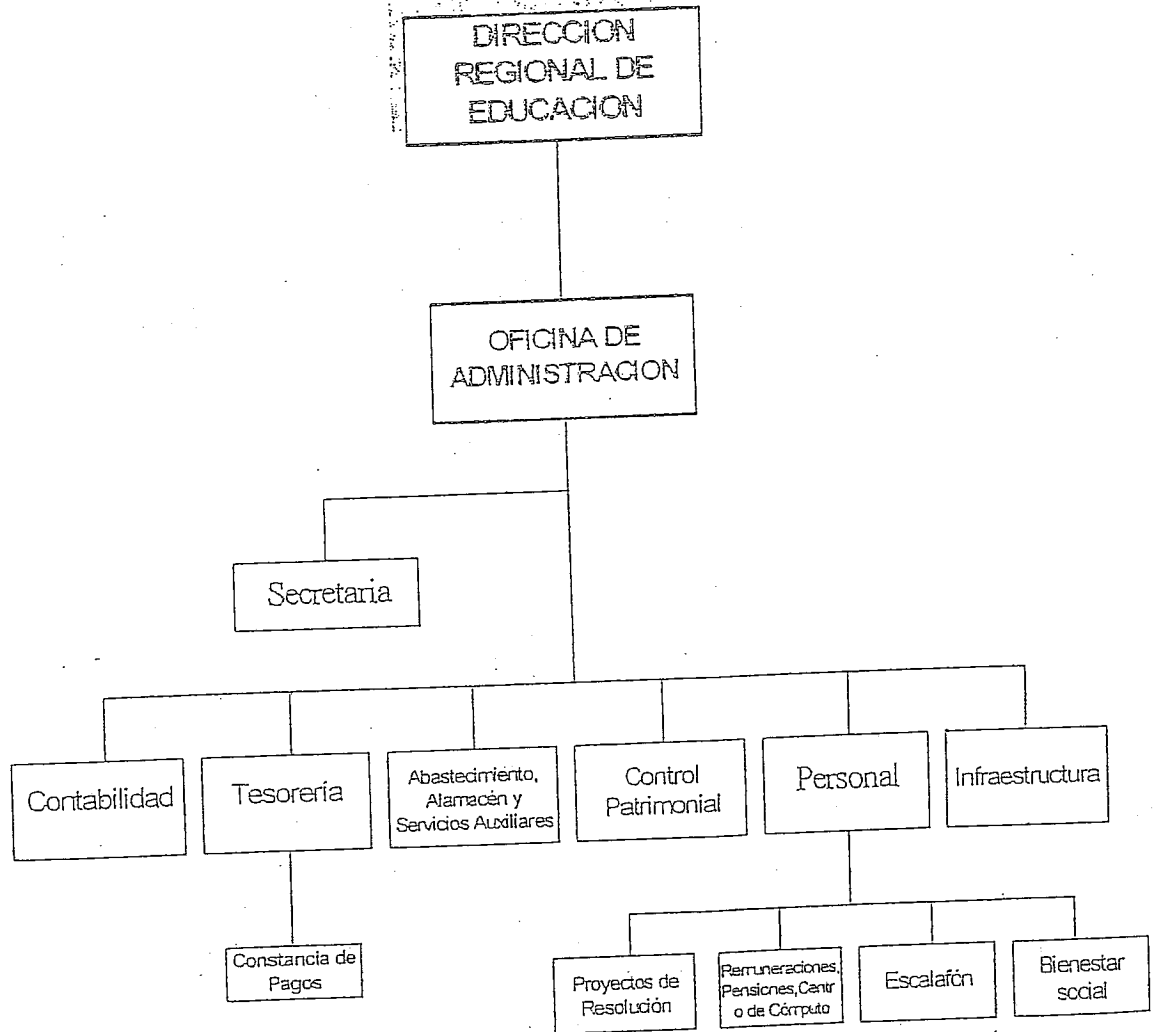 DIRECCION
REGIONAL DE
EDUCACION
OFICINA DE
ADMINISTRACION
Secretaria
Contabilidad
Tesorería
Abastecimiento,
Alamacén y
Servicios Auxiliares
Control
Patrimonial
Personal
Infraestructura
Constancia de
Pagos
Proyectos de
Resolución
Remuneraciones,
Pensiones,Centr
o de Cómputo
Escalafón
Bienestar
social